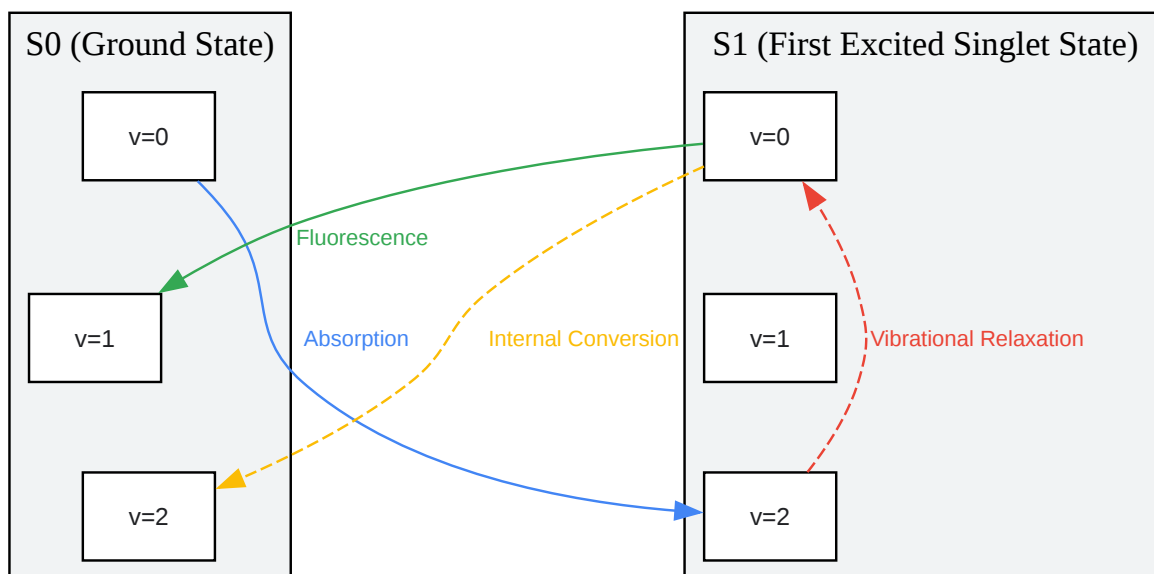 S0 (Ground State)
S1 (First Excited Singlet State)
v=0
v=0
Fluorescence
v=1
Absorption
Internal Conversion
v=1
Vibrational Relaxation
v=2
v=2